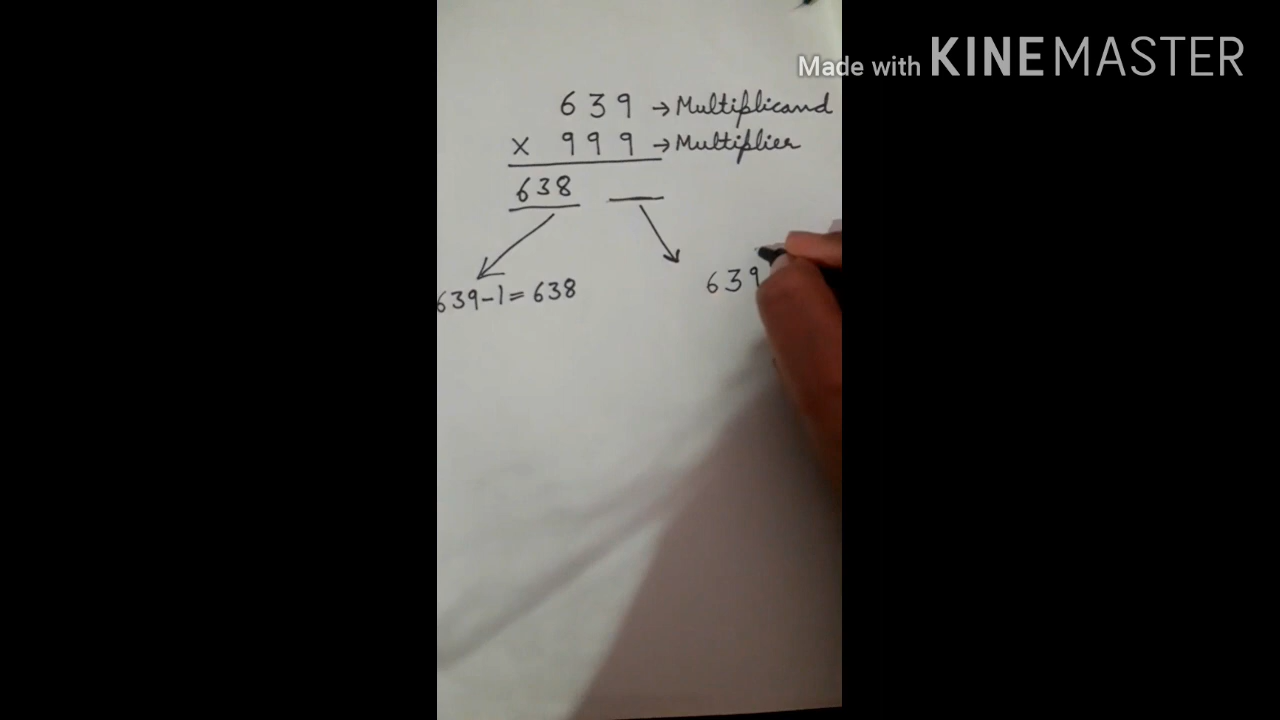 Made with KINEMASTER
639 → Multiplicand
× 999 → Multiplier
638
639-1=638
639